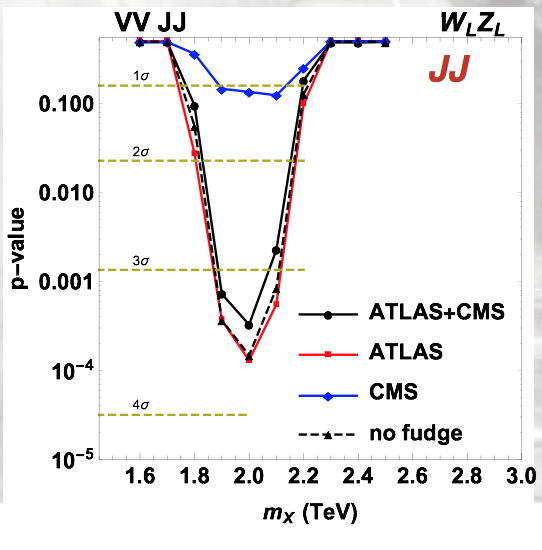 VV JJ
W_L Z_L
JJ
1σ
0.100
2σ
0.010
p-value
3σ
0.001
ATLAS+CMS
ATLAS
10⁻⁴
CMS
4σ
no fudge
10⁻⁵
1.6 1.8 2.0 2.2 2.4 2.6 2.8 3.0
m_X (TeV)